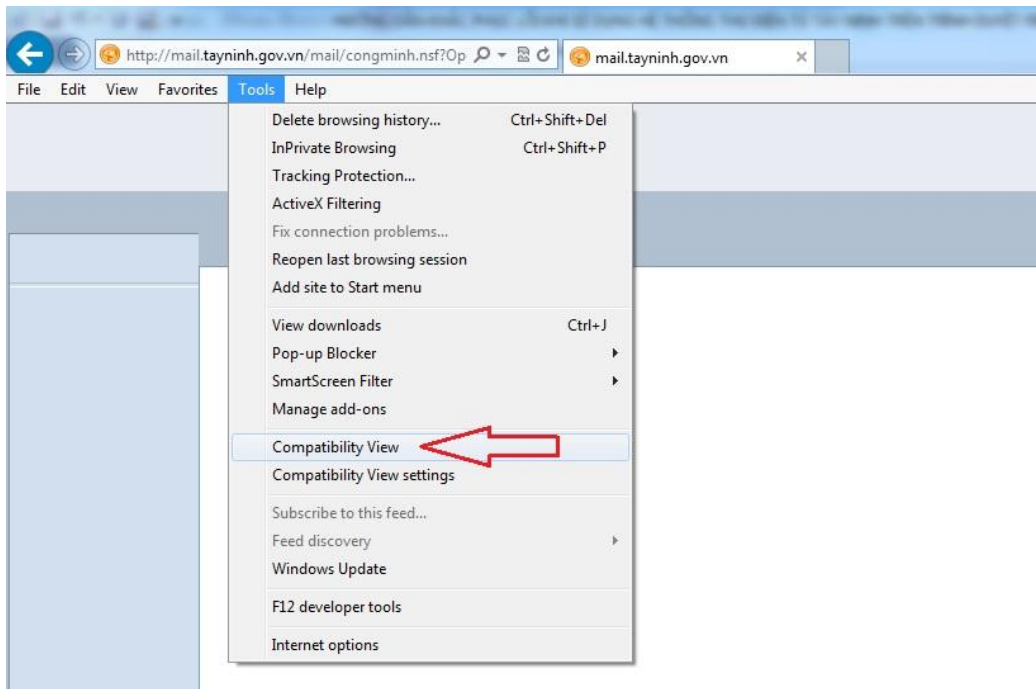 http://mail.tayninh.gov.vn/mail/congminh.nsf?Op
mail.tayninh.gov.vn
File Edit View Favorites Tools Help
Delete browsing history... Ctrl+Shift+Del
InPrivate Browsing Ctrl+Shift+P
Tracking Protection...
ActiveX Filtering
Fix connection problems...
Reopen last browsing session
Add site to Start menu
View downloads Ctrl+J
Pop-up Blocker
SmartScreen Filter
Manage add-ons
Compatibility View
Compatibility View settings
Subscribe to this feed...
Feed discovery
Windows Update
F12 developer tools
Internet options